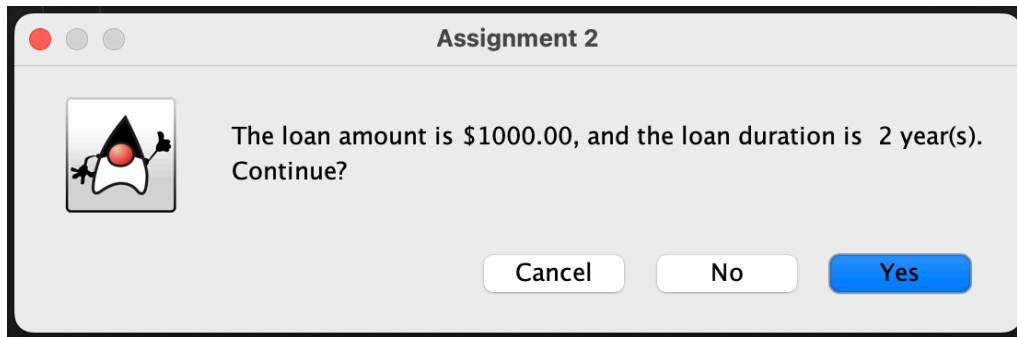 Assignment 2
The loan amount is $1000.00, and the loan duration is  2 year(s).
Continue?
Cancel
No
Yes